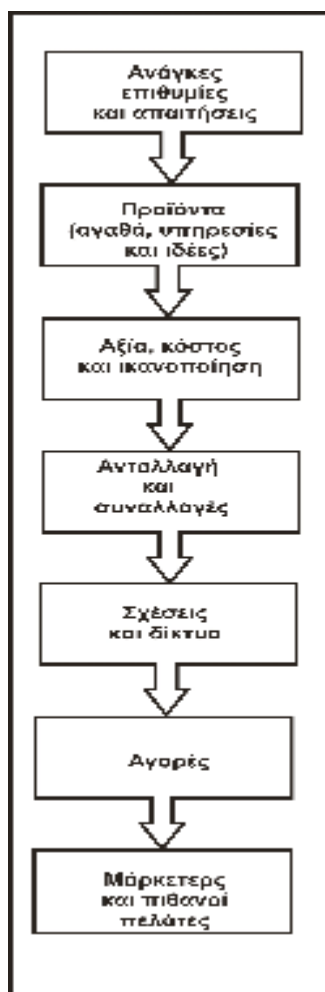 Ανάγκες
επιθυμίες
και απαιτήσεις
Προϊόντα
(αγαθά, υπηρεσίες
και ιδέες)
Αξία, κόστος
και ικανοποίηση
Ανταλλαγή
και
συναλλαγές
Σχέσεις
και δίκτυα
Αγορές
Μάρκετερς
και πιθανοί
πελάτες